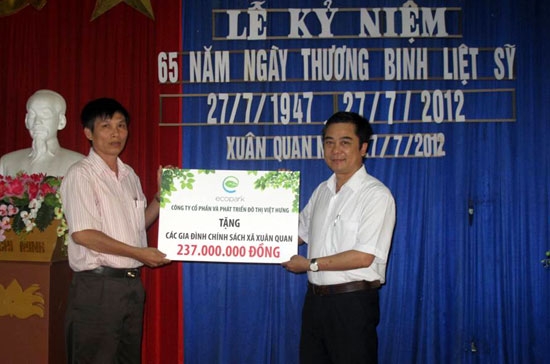 LỄ KỶ NIỆM
65 NĂM NGÀY THƯƠNG BINH LIỆT SỸ
27/7/1947 27/7/2012
XUÂN QUAN 7/2012
ecopark
CÔNG TY CỔ PHẦN VÀ PHÁT TRIỂN ĐÔ THỊ VIỆT HƯNG
TẶNG
CÁC GIA ĐÌNH CHÍNH SÁCH XÃ XUÂN QUAN
237.000.000 ĐỒNG